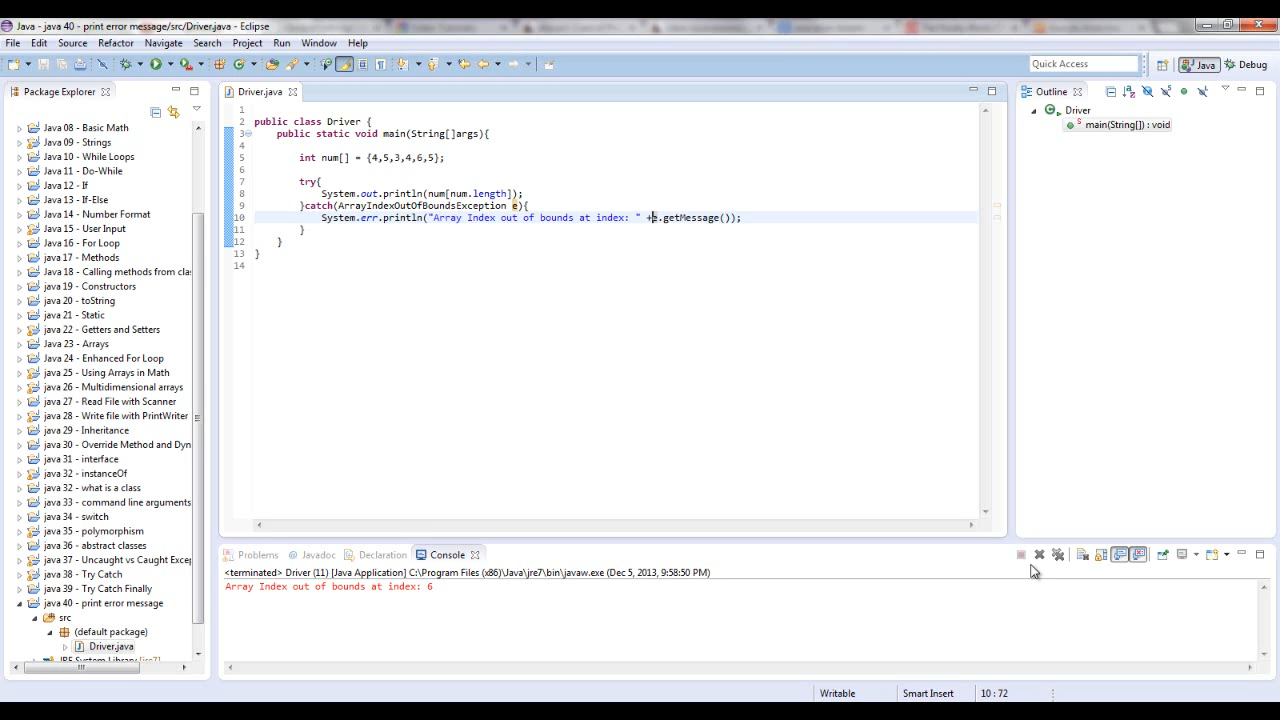 Java - java 40 - print error message/src/Driver.java - Eclipse
File Edit Source Refactor Navigate Search Project Run Window Help
Quick Access
Java
Debug
Package Explorer
Java 08 - Basic Math
Java 09 - Strings
Java 10 - While Loops
Java 11 - Do-While
Java 12 - If
Java 13 - If-Else
Java 14 - Number Format
Java 15 - User Input
Java 16 - For Loop
java 17 - Methods
Java 18 - Calling methods from clas
java 19 - Constructors
java 20 - toString
java 21 - Static
java 22 - Getters and Setters
Java 23 - Arrays
Java 24 - Enhanced For Loop
java 25 - Using Arrays in Math
java 26 - Multidimensional arrays
java 27 - Read File with Scanner
java 28 - Write file with PrintWriter
java 29 - Inheritance
java 30 - Override Method and Dyn
java 31 - interface
java 32 - instanceOf
java 32 - what is a class
java 33 - command line arguments
java 34 - switch
java 35 - polymorphism
java 36 - abstract classes
java 37 - Uncaught vs Caught Excep
java 38 - Try Catch
java 39 - Try Catch Finally
java 40 - print error message
src
(default package)
Driver.java
JRE System Library [jre7]
Driver.java
1
2 public class Driver {
3 public static void main(String[]args){
4
5 int num[] = {4,5,3,4,6,5};
6
7 try{
8 System.out.println(num[num.length]);
9 }catch(ArrayIndexOutOfBoundsException e){
10 System.err.println("Array Index out of bounds at index: " +e.getMessage());
11 }
12 }
13 }
14
Outline
Driver
main(String[]) : void
Problems Javadoc Declaration Console
<terminated> Driver (11) [Java Application] C:\Program Files (x86)\Java\jre7\bin\javaw.exe (Dec 5, 2013, 9:58:50 PM)
Array Index out of bounds at index: 6
Writable Smart Insert 10 : 72